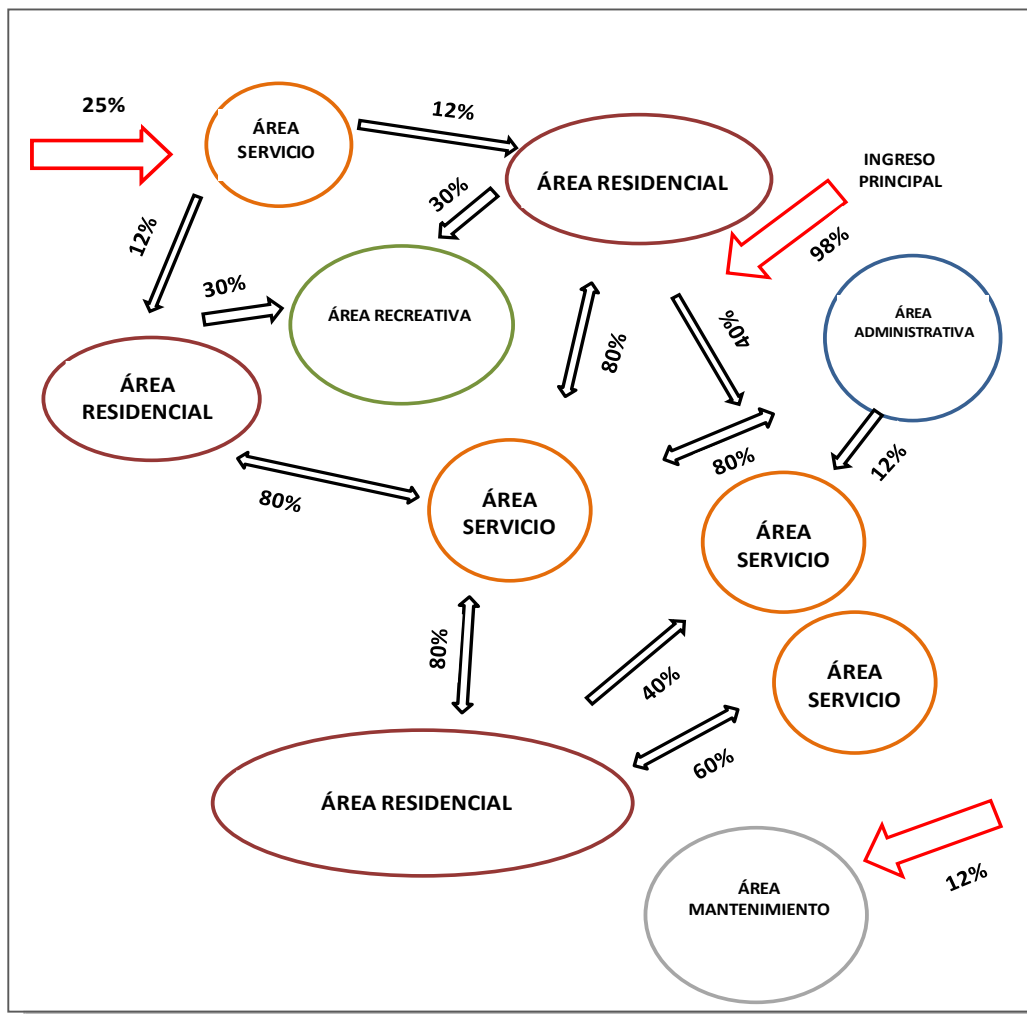 25%
12%
ÁREA
SERVICIO
ÁREA RESIDENCIAL
INGRESO
PRINCIPAL
30%
98%
12%
30%
ÁREA RECREATIVA
ÁREA
ADMINISTRATIVA
40%
80%
ÁREA
RESIDENCIAL
80%
12%
80%
ÁREA
SERVICIO
ÁREA
SERVICIO
80%
40%
ÁREA
SERVICIO
60%
ÁREA RESIDENCIAL
12%
ÁREA
MANTENIMIENTO